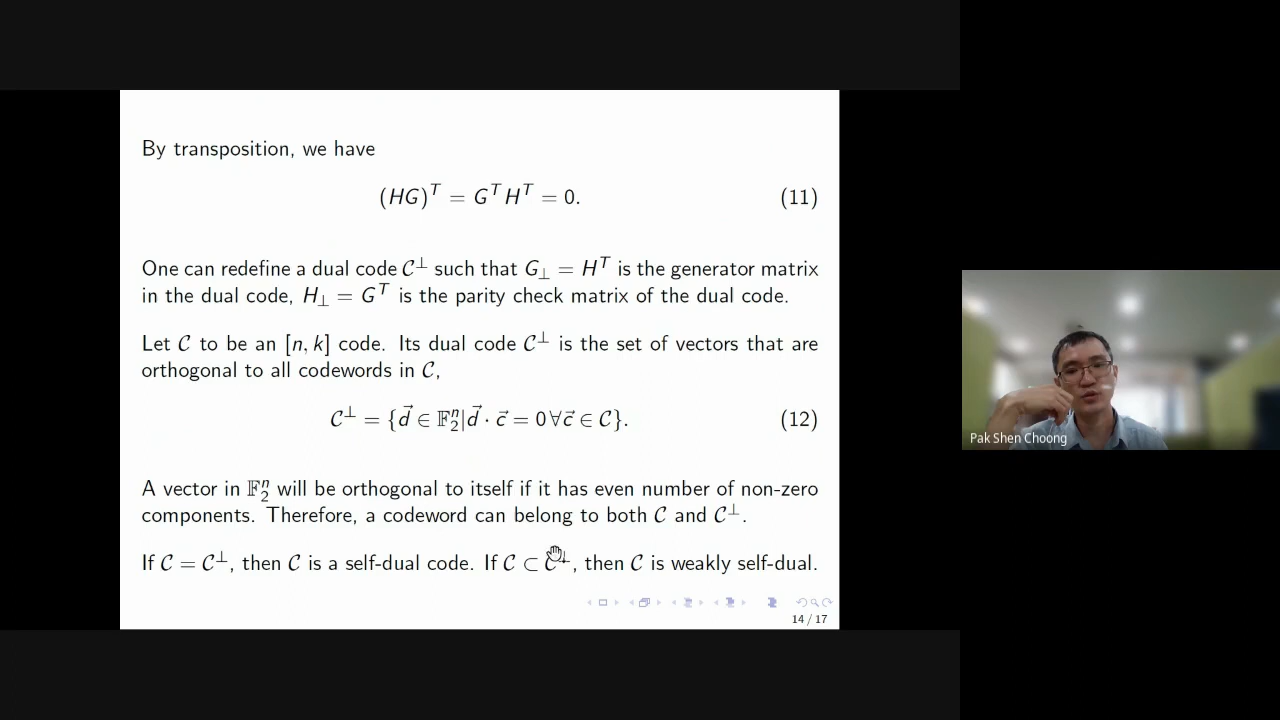 By transposition, we have
(HG)ᵀ = GᵀHᵀ = 0. (11)
One can redefine a dual code 𝒞^⊥ such that G_⊥ = Hᵀ is the generator matrix
in the dual code, H_⊥ = Gᵀ is the parity check matrix of the dual code.
Let 𝒞 to be an [n, k] code. Its dual code 𝒞^⊥ is the set of vectors that are
orthogonal to all codewords in 𝒞,
𝒞^⊥ = {d⃗ ∈ 𝔽₂ⁿ|d⃗ · c⃗ = 0 ∀c⃗ ∈ 𝒞}. (12)
A vector in 𝔽₂ⁿ will be orthogonal to itself if it has even number of non-zero
components. Therefore, a codeword can belong to both 𝒞 and 𝒞^⊥.
If 𝒞 = 𝒞^⊥, then 𝒞 is a self-dual code. If 𝒞 ⊂ 𝒞^⊥, then 𝒞 is weakly self-dual.
14 / 17
Pak Shen Choong